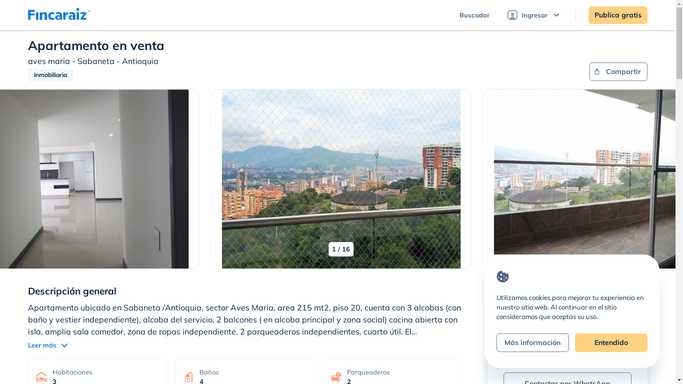 Fincaraiz
Buscador
Ingresar
Publica gratis
Apartamento en venta
aves maria - Sabaneta - Antioquia
Inmobiliaria
Compartir
1 / 16
Descripción general
Apartamento ubicado en Sabaneta /Antioquia, sector Aves Maria, area 215 mt2, piso 20, cuenta con 3 alcobas (con
baño y vestier independiente), alcoba del servicio, 2 balcones ( en alcoba principal y zona social) cocina abierta con
isla, amplia sala comedor, zona de ropas independiente, 2 parqueaderos independientes, cuarto útil. El...
Leer más
Habitaciones
3
Baños
4
Parqueaderos
2
Utilizamos cookies para mejorar tu experiencia en
nuestro sitio web. Al continuar en el sitio
consideramos que aceptas su uso.
Más información
Entendido
Contactar por WhatsApp